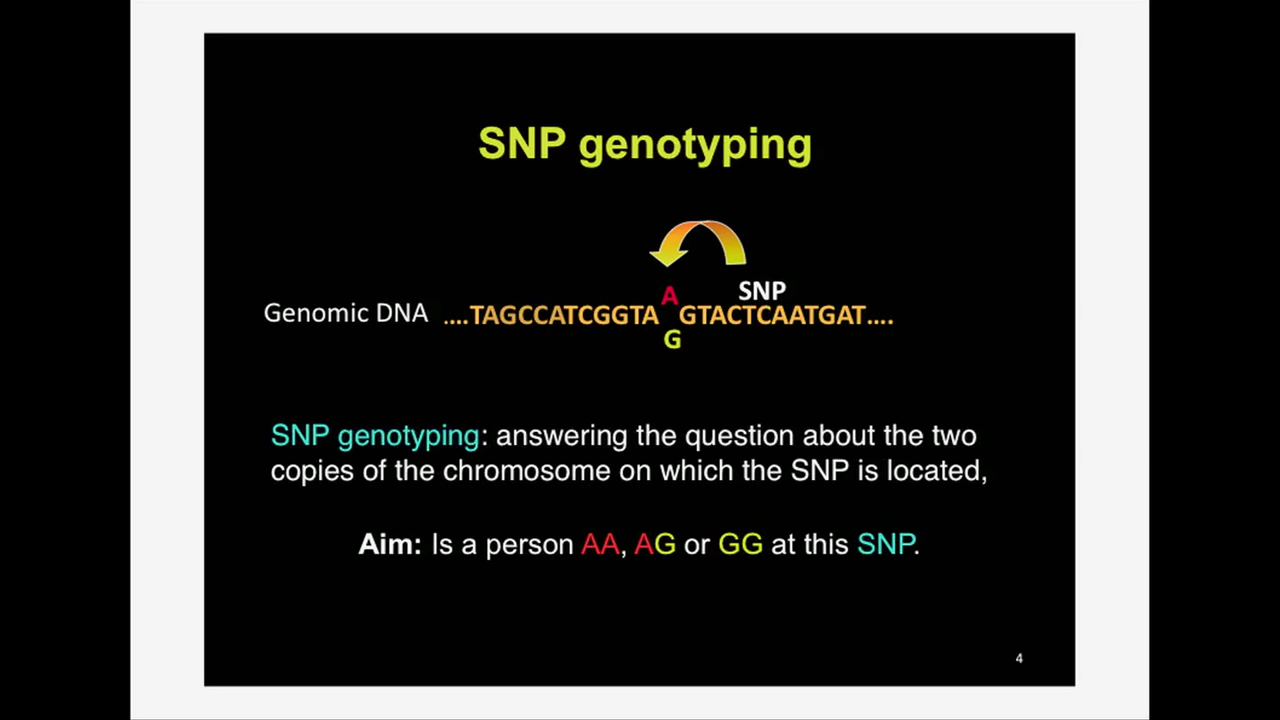 SNP genotyping
SNP
A
Genomic DNA ....TAGCCATCGGTA GTACTCAATGAT....
G
SNP genotyping: answering the question about the two
copies of the chromosome on which the SNP is located,
Aim: Is a person AA, AG or GG at this SNP.
4